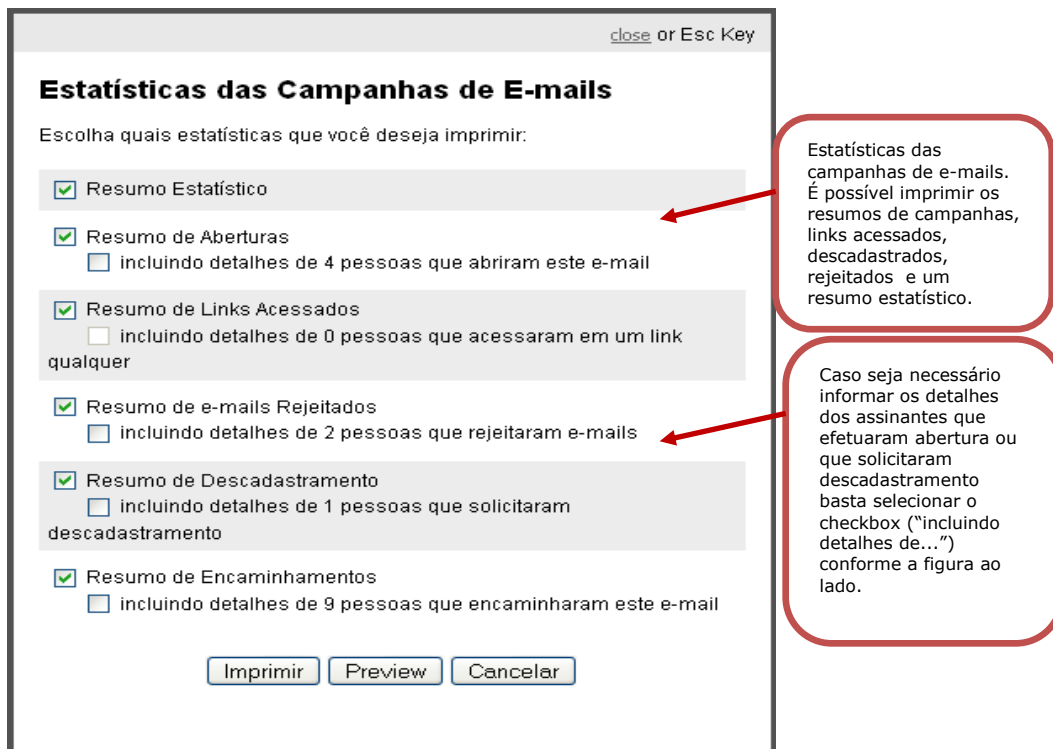 close or Esc Key
Estatísticas das Campanhas de E-mails
Escolha quais estatísticas que você deseja imprimir:
Resumo Estatístico
Resumo de Aberturas
incluindo detalhes de 4 pessoas que abriram este e-mail
Resumo de Links Acessados
incluindo detalhes de 0 pessoas que acessaram em um link
qualquer
Resumo de e-mails Rejeitados
incluindo detalhes de 2 pessoas que rejeitaram e-mails
Resumo de Descadastramento
incluindo detalhes de 1 pessoas que solicitaram
descadastramento
Resumo de Encaminhamentos
incluindo detalhes de 9 pessoas que encaminharam este e-mail
Imprimir Preview Cancelar
Estatísticas das
campanhas de e-mails.
É possível imprimir os
resumos de campanhas,
links acessados,
descadastrados,
rejeitados e um
resumo estatístico.
Caso seja necessário
informar os detalhes
dos assinantes que
efetuaram abertura ou
que solicitaram
descadastramento
basta selecionar o
checkbox (“incluindo
detalhes de...”)
conforme a figura ao
lado.